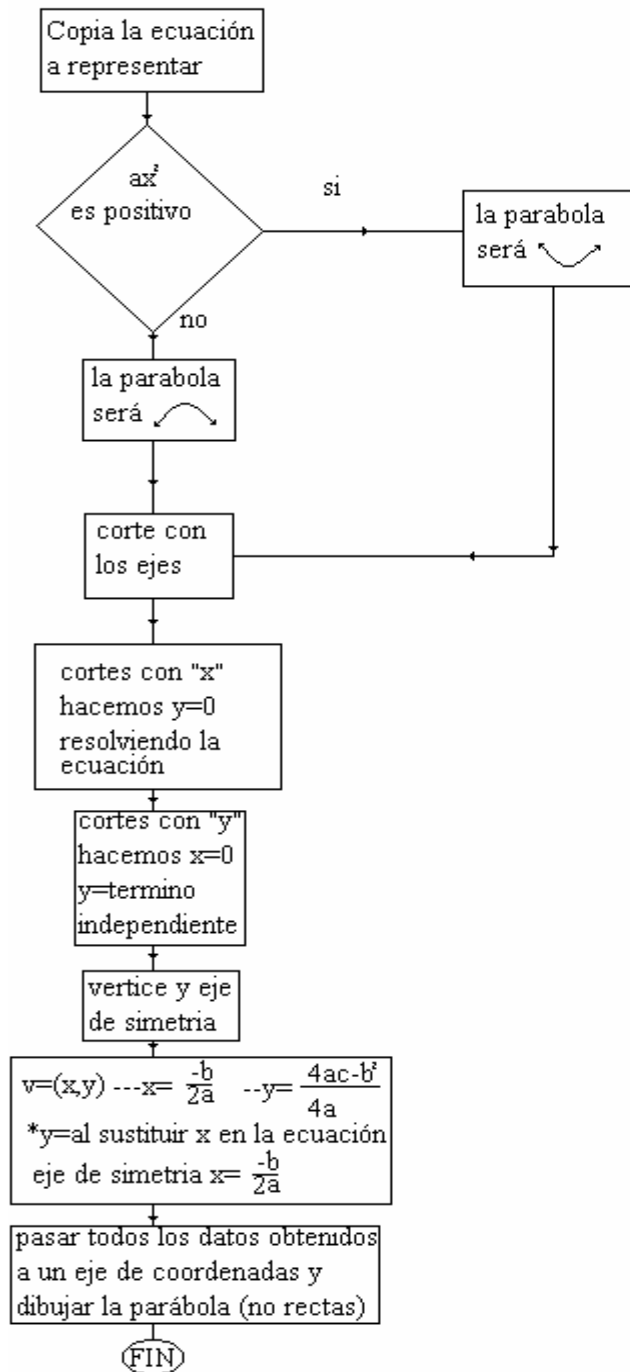 Copia la ecuación
a representar
ax²
es positivo
si
la parabola
será
no
la parabola
será
corte con
los ejes
cortes con "x"
hacemos y=0
resolviendo la
ecuación
cortes con "y"
hacemos x=0
y=termino
independiente
vertice y eje
de simetria
v=(x,y) ---x= -b/2a --y= 4ac-b²/4a
*y=al sustituir x en la ecuación
eje de simetria x= -b/2a
pasar todos los datos obtenidos
a un eje de coordenadas y
dibujar la parábola (no rectas)
FIN